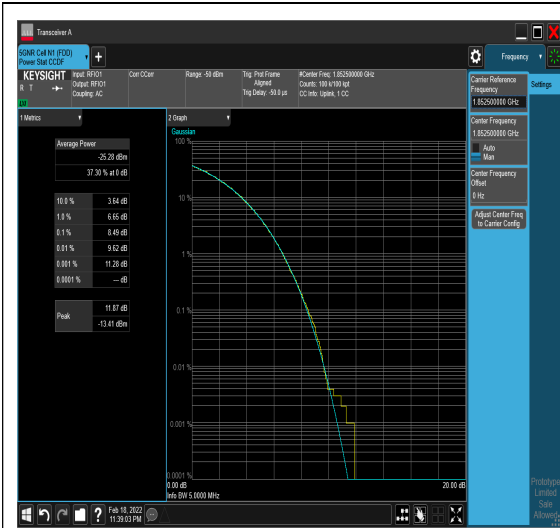 Transceiver A
5GNR Cell N1 (FDD)
Power Stat CCDF
Frequency
KEYSIGHT
R T
Input: RFIO1
Output: RFIO1
Coupling: AC
Corr CCorr
Range: -50 dBm
Trig: Prot Frame
Aligned
Trig Delay: -50.0 µs
#Center Freq: 1.852500000 GHz
Counts: 100 k/100 kpt
CC Info: Uplink, 1 CC
Carrier Reference
Frequency
1.852500000 GHz
Settings
Center Frequency
1.852500000 GHz
Auto
Man
Center Frequency
Offset
0 Hz
Adjust Center Freq
to Carrier Config
1 Metrics
Average Power
-25.28 dBm
37.30 % at 0 dB
10.0 % 3.64 dB
1.0 % 6.65 dB
0.1 % 8.49 dB
0.01 % 9.62 dB
0.001 % 11.28 dB
0.0001 % --- dB
Peak
11.87 dB
-13.41 dBm
2 Graph
Gaussian
100 %
10 %
1 %
0.1 %
0.01 %
0.001 %
0.0001 %
0.00 dB
20.00 dB
Info BW 5.0000 MHz
Feb 18, 2022
11:39:03 PM
Prototype
Limited
Sale
Allowed